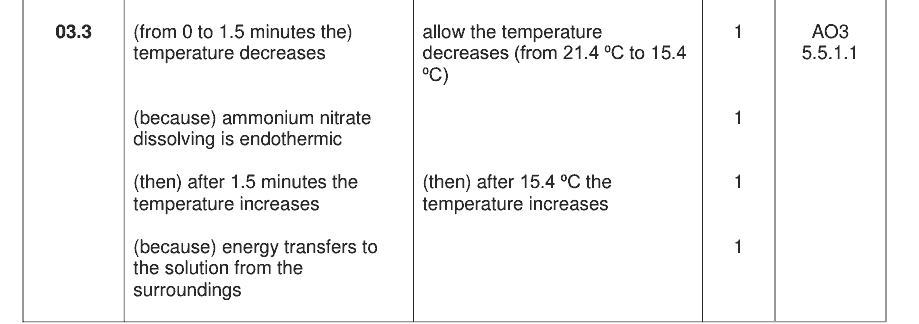 03.3
(from 0 to 1.5 minutes the)
temperature decreases
allow the temperature
decreases (from 21.4 ºC to 15.4
ºC)
1
AO3
5.5.1.1
(because) ammonium nitrate
dissolving is endothermic
1
(then) after 1.5 minutes the
temperature increases
(then) after 15.4 ºC the
temperature increases
1
(because) energy transfers to
the solution from the
surroundings
1